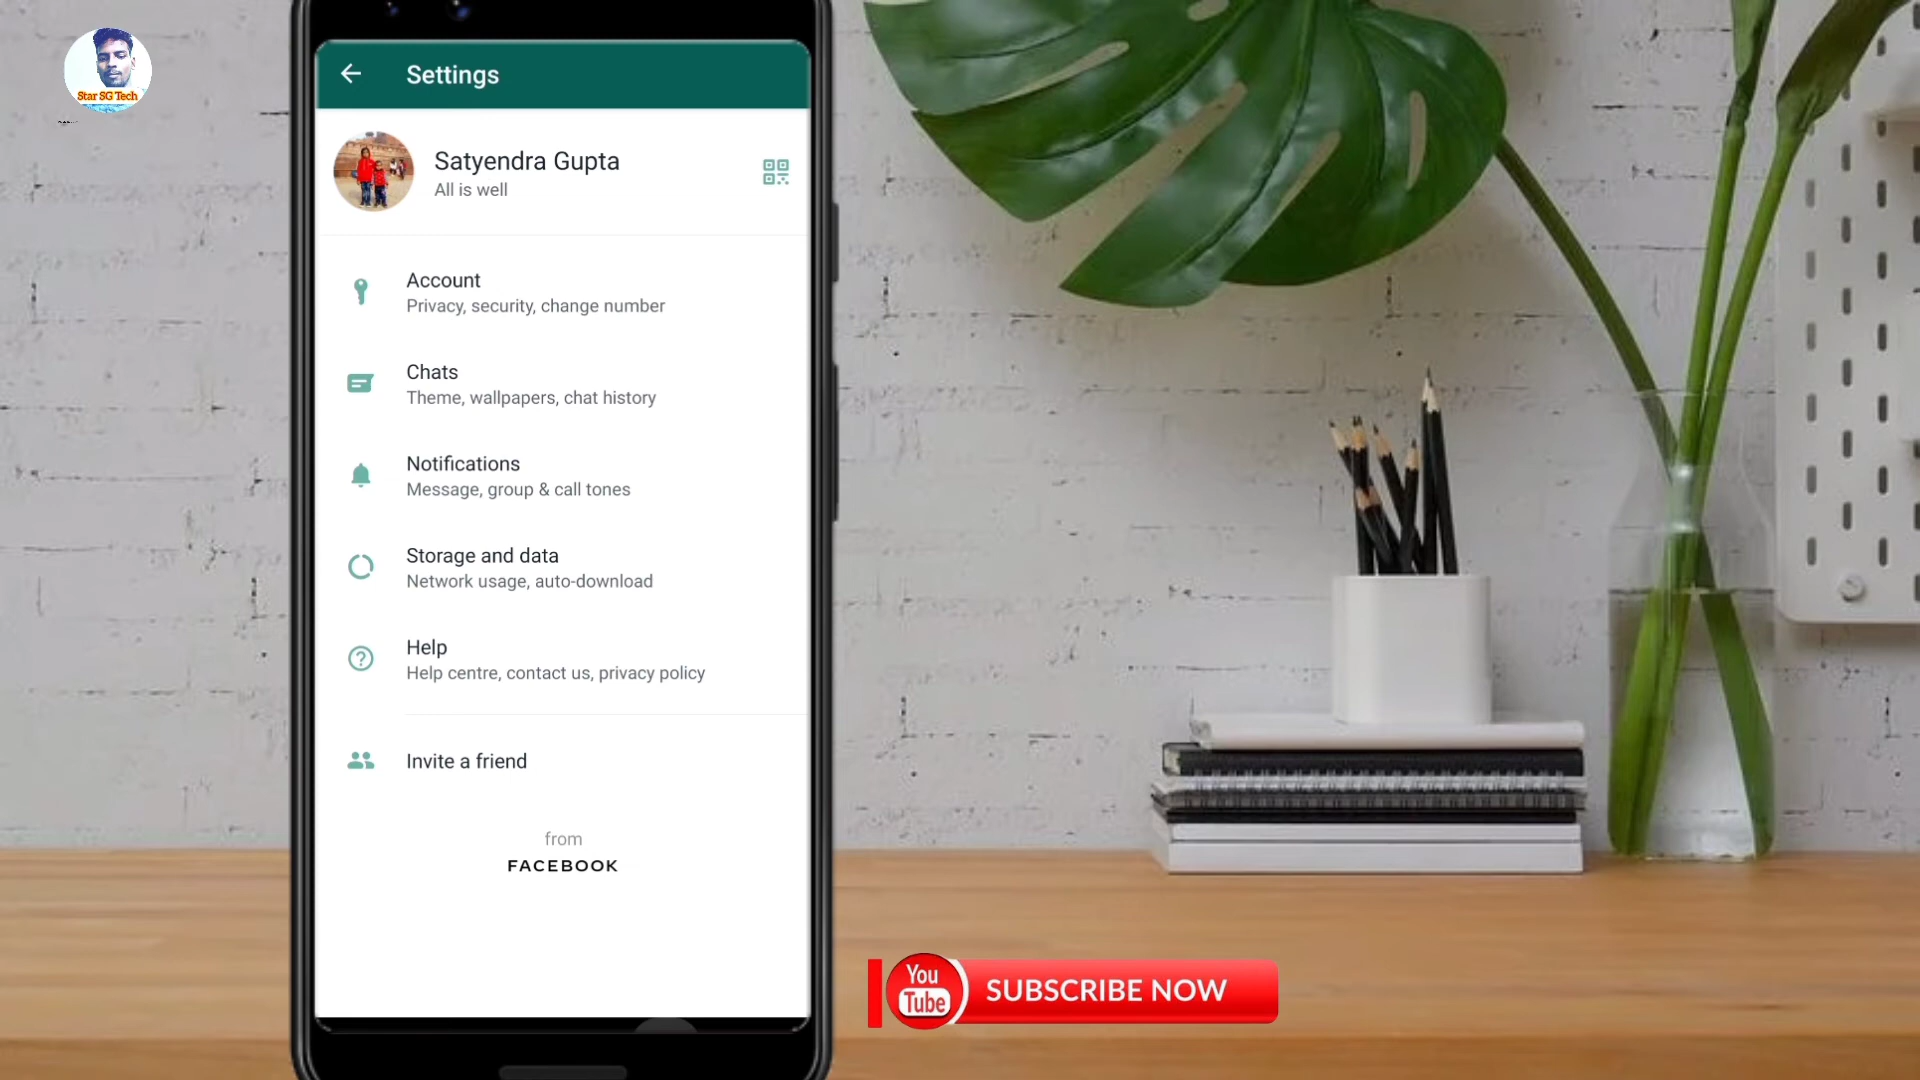 Star SG Tech
Settings
Satyendra Gupta
All is well
Account
Privacy, security, change number
Chats
Theme, wallpapers, chat history
Notifications
Message, group & call tones
Storage and data
Network usage, auto-download
Help
Help centre, contact us, privacy policy
Invite a friend
from
FACEBOOK
You
Tube
SUBSCRIBE NOW